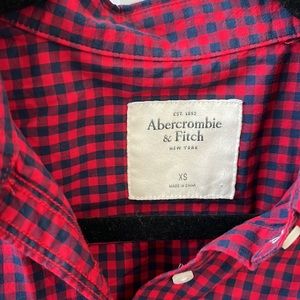 EST. 1892
Abercrombie
& Fitch
NEW YORK
XS
MADE IN CHINA